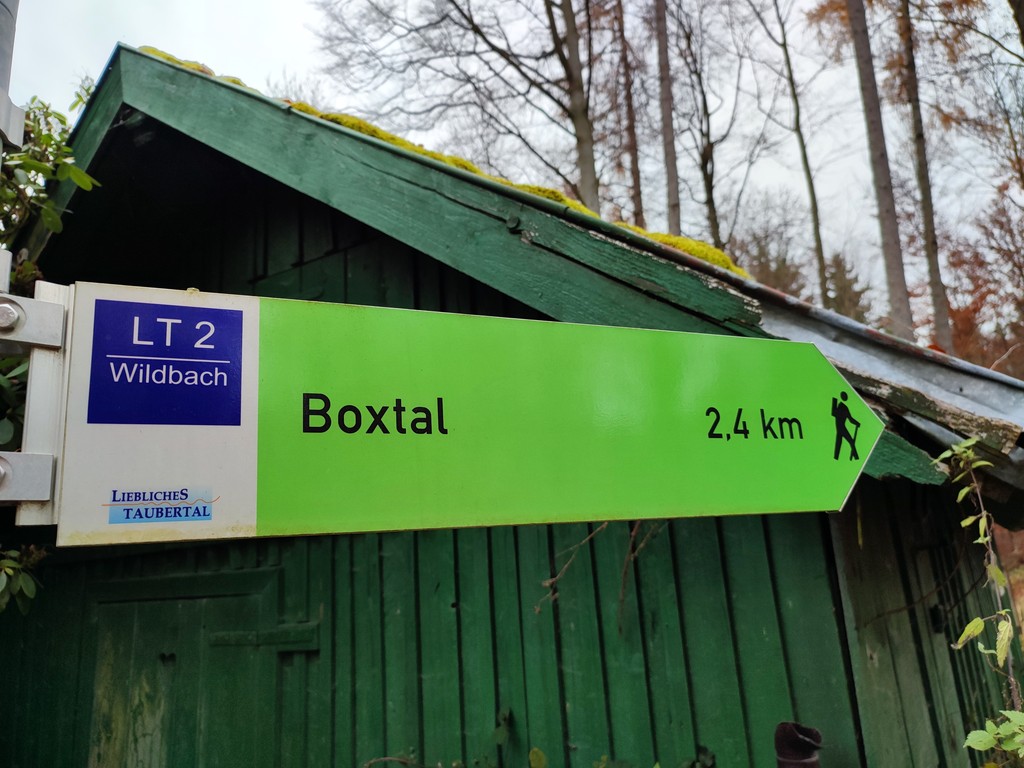 LT 2
Wildbach
LIEBLICHES
TAUBERTAL
Boxtal
2,4 km